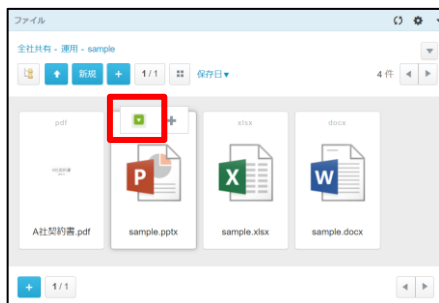 ファイル
全社共有 - 運用 - sample
新規 + 1/1 保存日▼ 4 件
pdf xlsx docx
P X W
A社契約書.pdf sample.pptx sample.xlsx sample.docx
+ 1/1